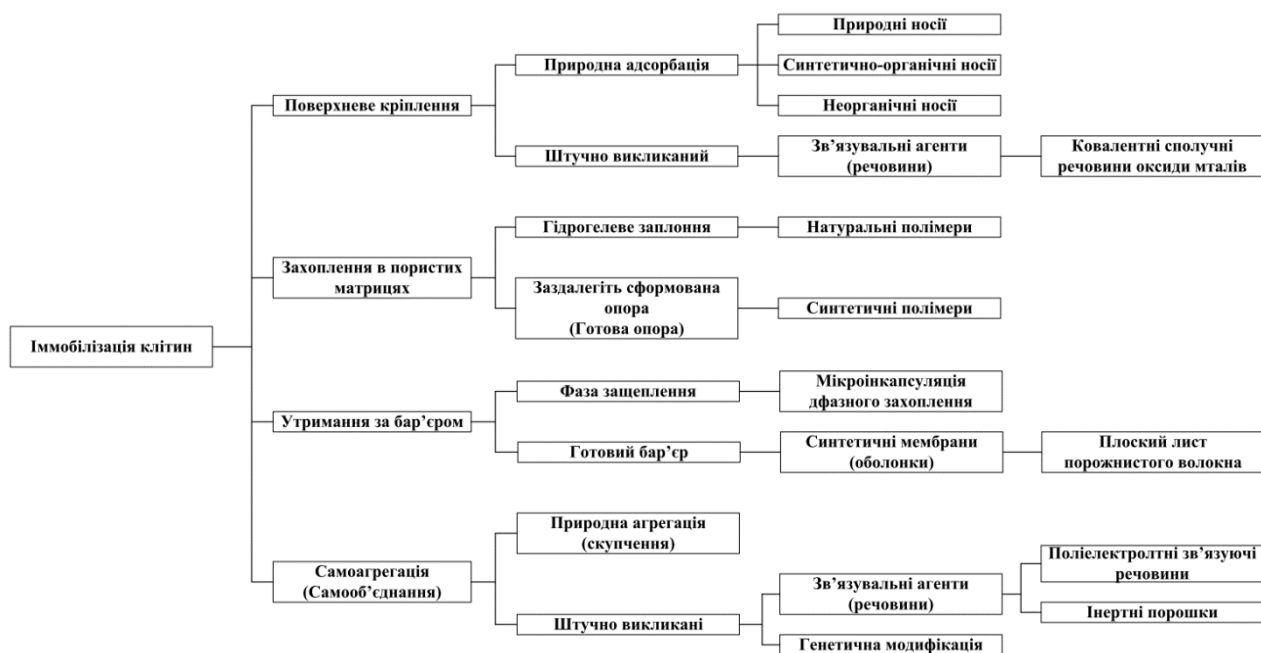 Іммобілізація клітин
Поверхневе кріплення
Природна адсорбація
Природні носії
Синтетично-органічні носії
Неорганічні носії
Штучно викликаний
Зв’язувальні агенти
(речовини)
Ковалентні сполучні
речовини оксиди мталів
Захоплення в пористих
матрицях
Гідрогелеве заплоння
Натуральні полімери
Заздалегіть сформована
опора
(Готова опора)
Синтетичні полімери
Утримання за бар’єром
Фаза защеплення
Мікроінкапсуляція
дфазного захоплення
Готовий бар’єр
Синтетичні мембрани
(оболонки)
Плоский лист
порожнистого волокна
Самоагрегація
(Самооб’єднання)
Природна агрегація
(скупчення)
Штучно викликані
Зв’язувальні агенти
(речовини)
Поліелектролтні зв’язуючі
речовини
Інертні порошки
Генетична модифікація